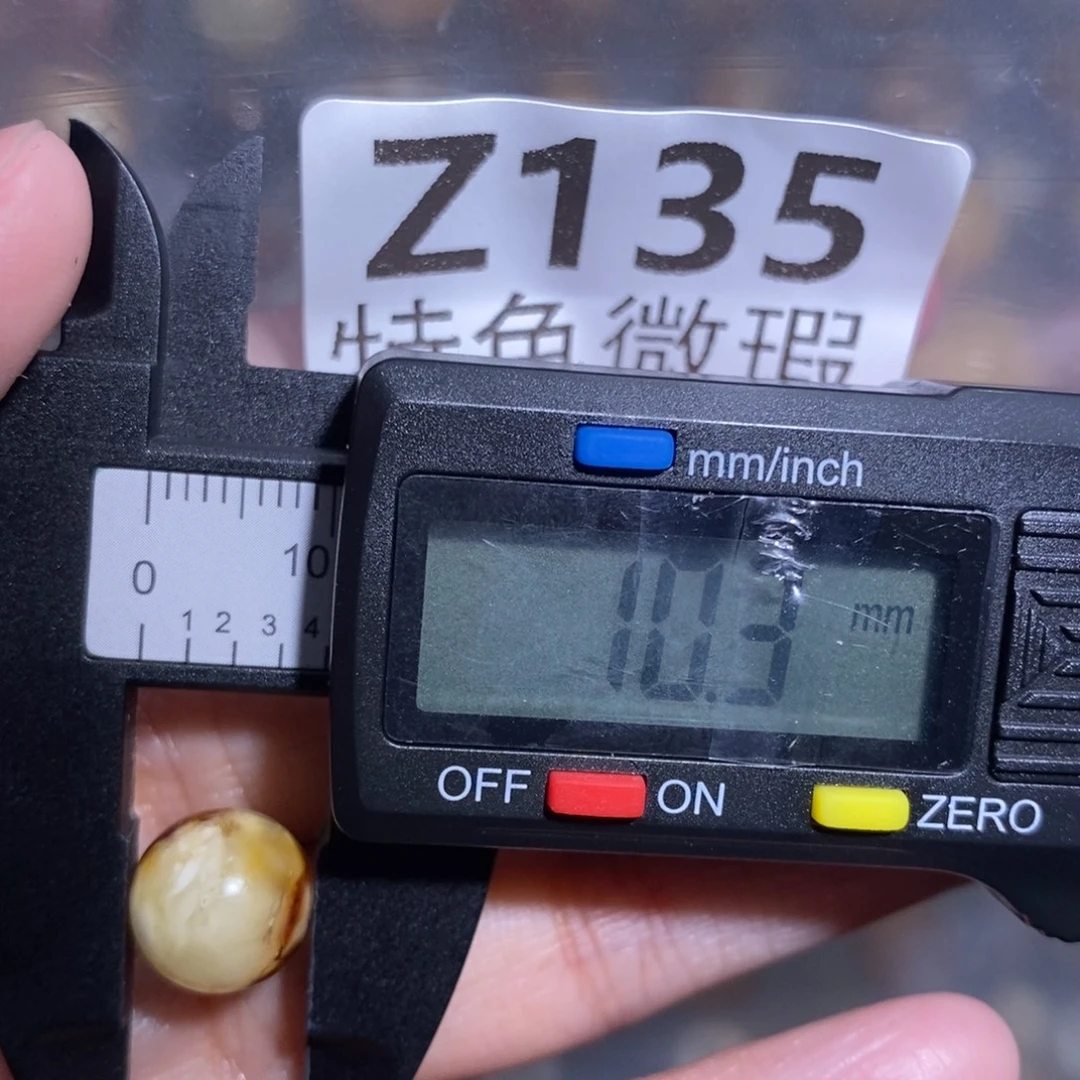 Z135
特色微瑕
mm/inch
0 10
1 2 3 4
10.3 mm
OFF ON ZERO